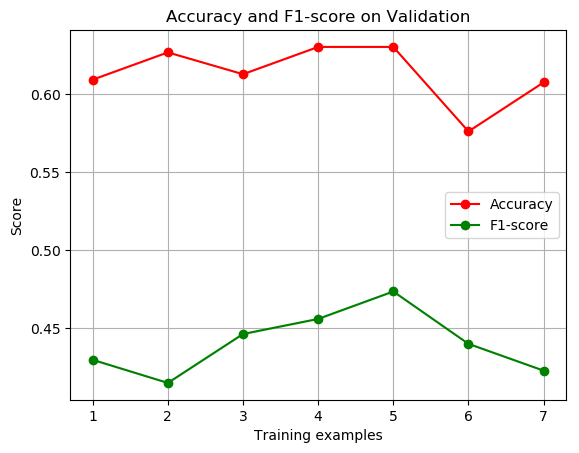 Accuracy and F1-score on Validation
0.60
0.55
0.50
0.45
Score
Accuracy
F1-score
1 2 3 4 5 6 7
Training examples